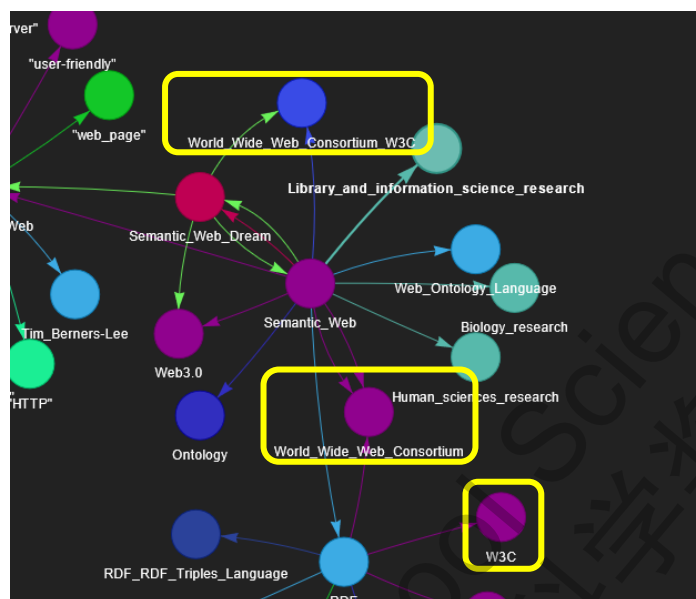 rver"
"user-friendly"
"web_page"
World_Wide_Web_Consortium_W3C
Library_and_information_science_research
Web
Semantic_Web_Dream
Web_Ontology_Language
Tim_Berners-Lee
Semantic_Web
Biology_research
Web3.0
"HTTP"
Human_sciences_research
Ontology
World_Wide_Web_Consortium
W3C
RDF_RDF_Triples_Language
RDF